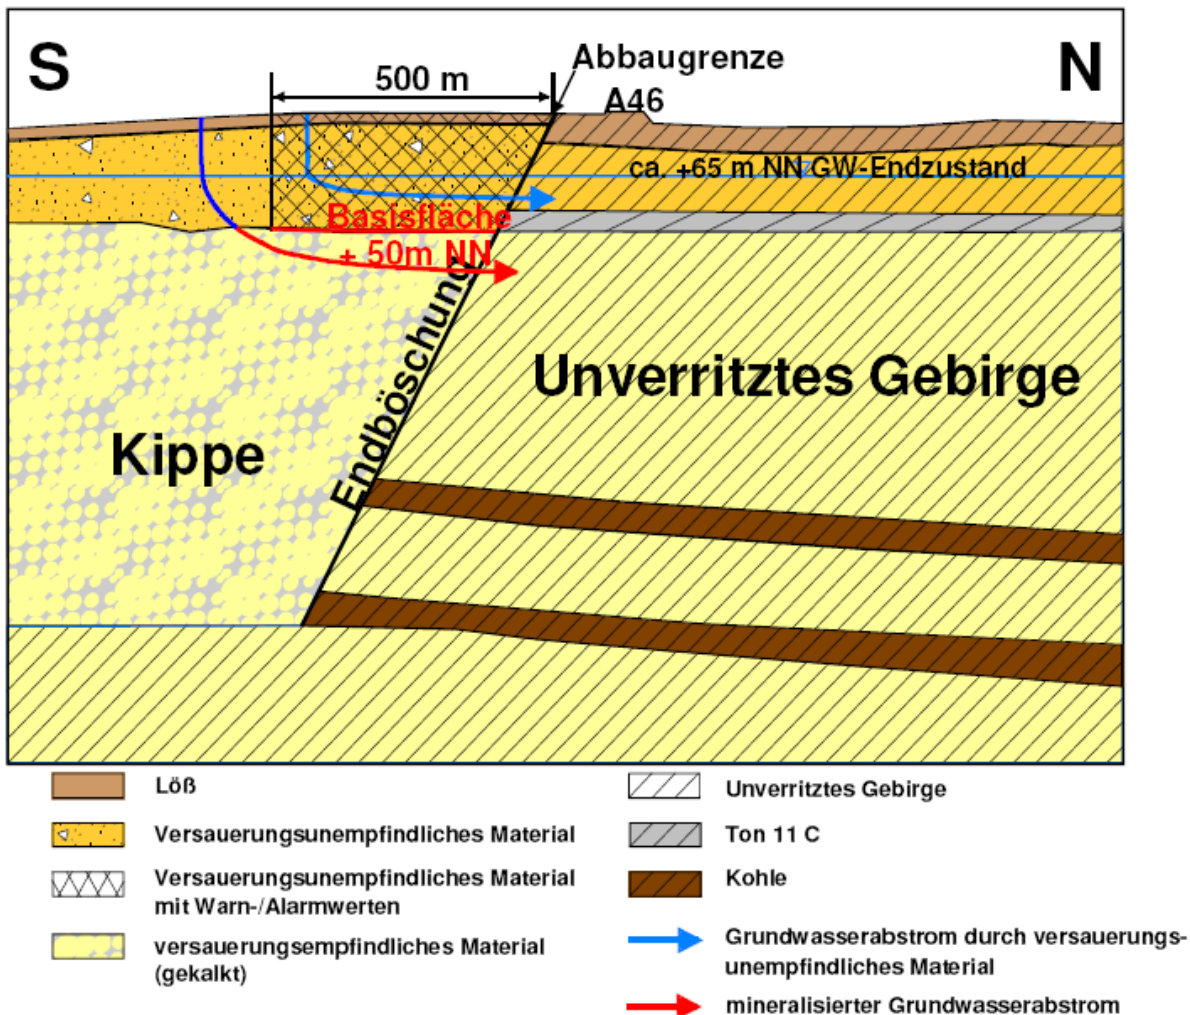 S
N
Abbaugrenze
500 m
A46
ca. +65 m NN GW-Endzustand
Basisfläche
+ 50m NN
Endböschung
Unverritztes Gebirge
Kippe
Löß
Versauerungsunempfindliches Material
Versauerungsunempfindliches Material
mit Warn-/Alarmwerten
versauerungsempfindliches Material
(gekalkt)
Unverritztes Gebirge
Ton 11 C
Kohle
Grundwasserabstrom durch versauerungs-
unempfindliches Material
mineralisierter Grundwasserabstrom